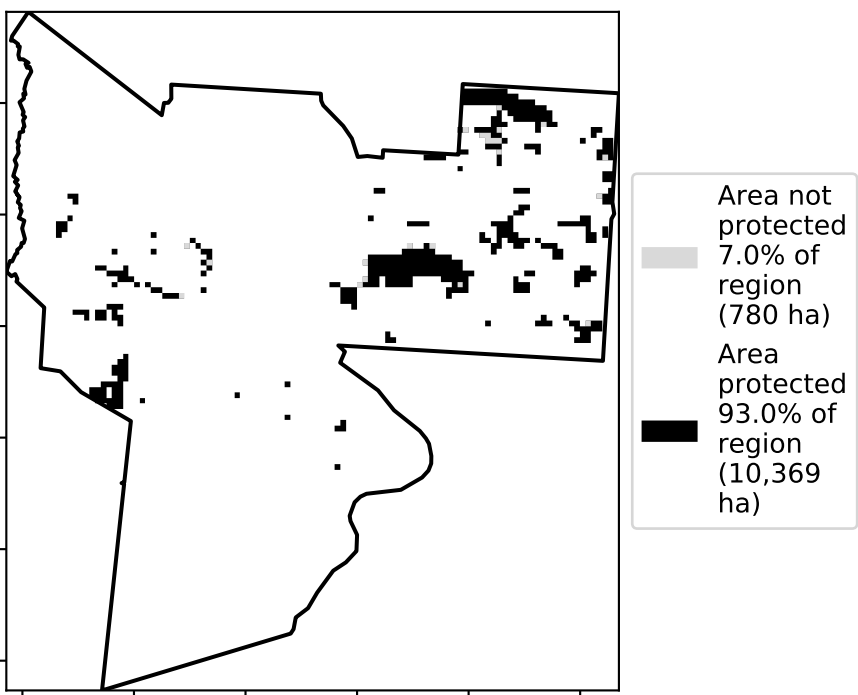 Area not
protected
7.0% of
region
(780 ha)
Area
protected
93.0% of
region
(10,369
ha)